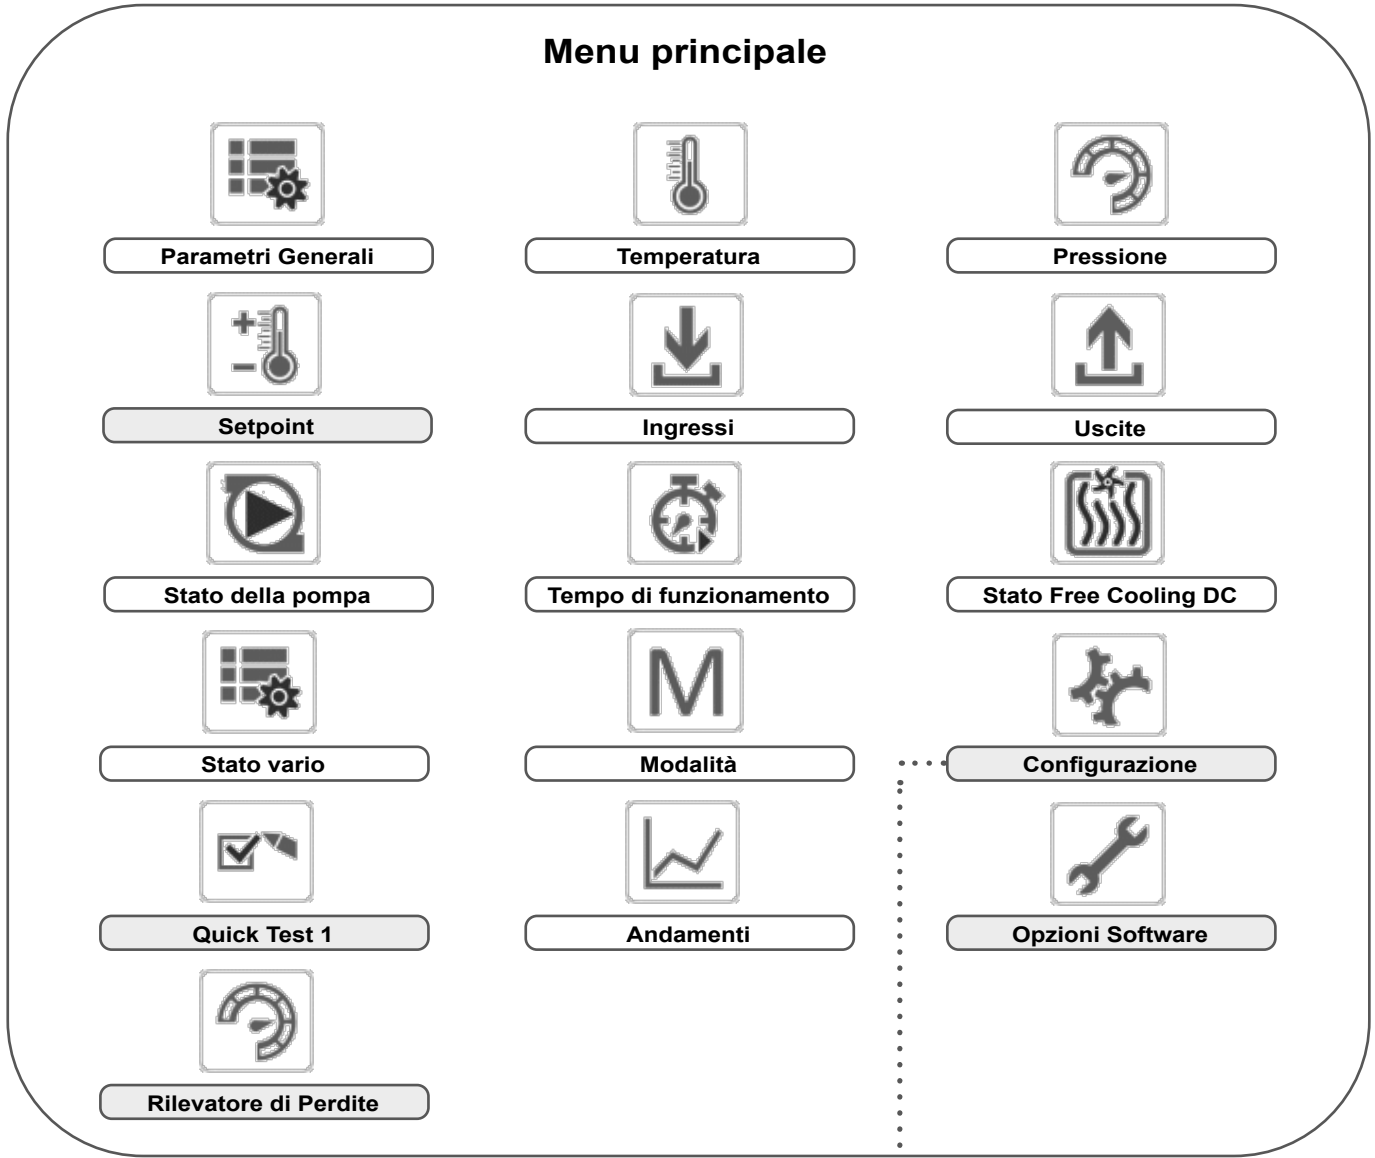 Menu principale
Parametri Generali
Temperatura
Pressione
Setpoint
Ingressi
Uscite
Stato della pompa
Tempo di funzionamento
Stato Free Cooling DC
M
Stato vario
Modalità
Configurazione
Quick Test 1
Andamenti
Opzioni Software
Rilevatore di Perdite